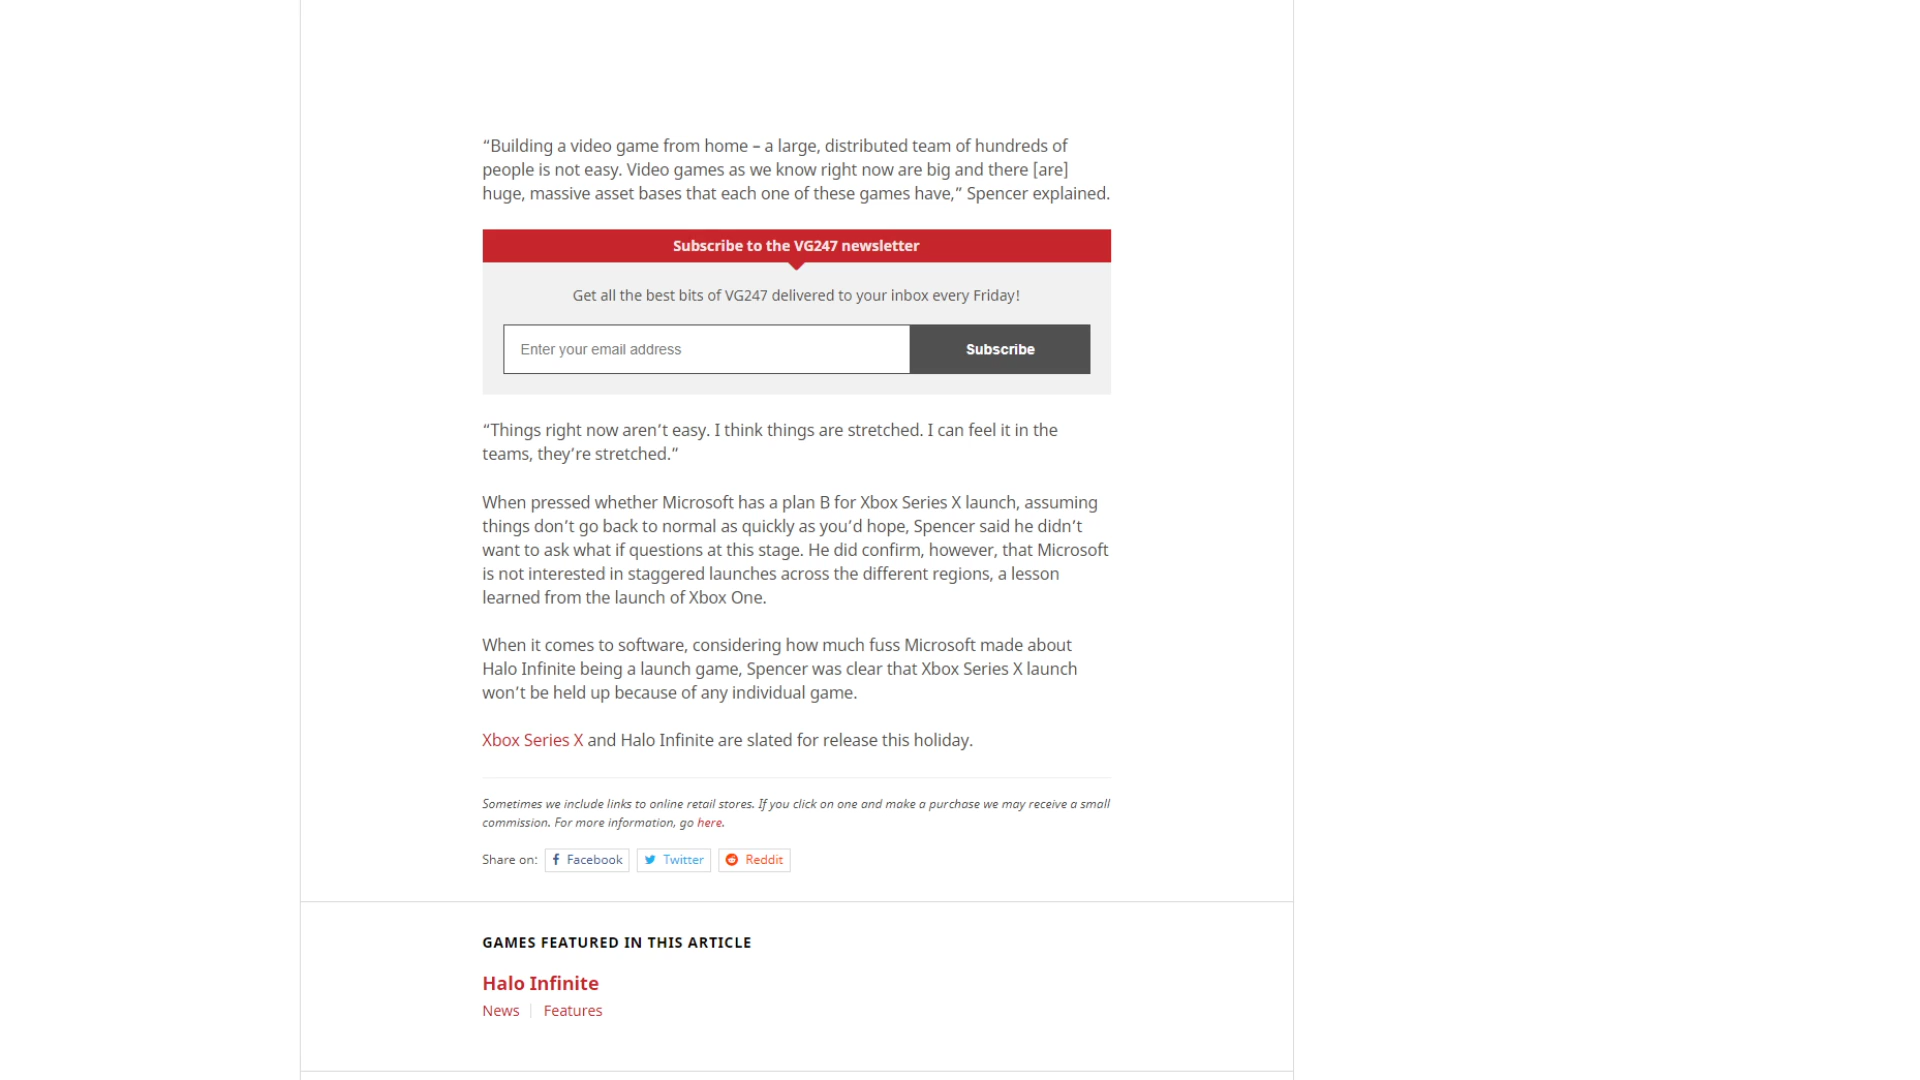 “Building a video game from home – a large, distributed team of hundreds of
people is not easy. Video games as we know right now are big and there [are]
huge, massive asset bases that each one of these games have,” Spencer explained.
Subscribe to the VG247 newsletter
Get all the best bits of VG247 delivered to your inbox every Friday!
Enter your email address
Subscribe
“Things right now aren’t easy. I think things are stretched. I can feel it in the
teams, they’re stretched.”
When pressed whether Microsoft has a plan B for Xbox Series X launch, assuming
things don’t go back to normal as quickly as you’d hope, Spencer said he didn’t
want to ask what if questions at this stage. He did confirm, however, that Microsoft
is not interested in staggered launches across the different regions, a lesson
learned from the launch of Xbox One.
When it comes to software, considering how much fuss Microsoft made about
Halo Infinite being a launch game, Spencer was clear that Xbox Series X launch
won’t be held up because of any individual game.
Xbox Series X and Halo Infinite are slated for release this holiday.
Sometimes we include links to online retail stores. If you click on one and make a purchase we may receive a small
commission. For more information, go here.
Share on: Facebook Twitter Reddit
GAMES FEATURED IN THIS ARTICLE
Halo Infinite
News Features